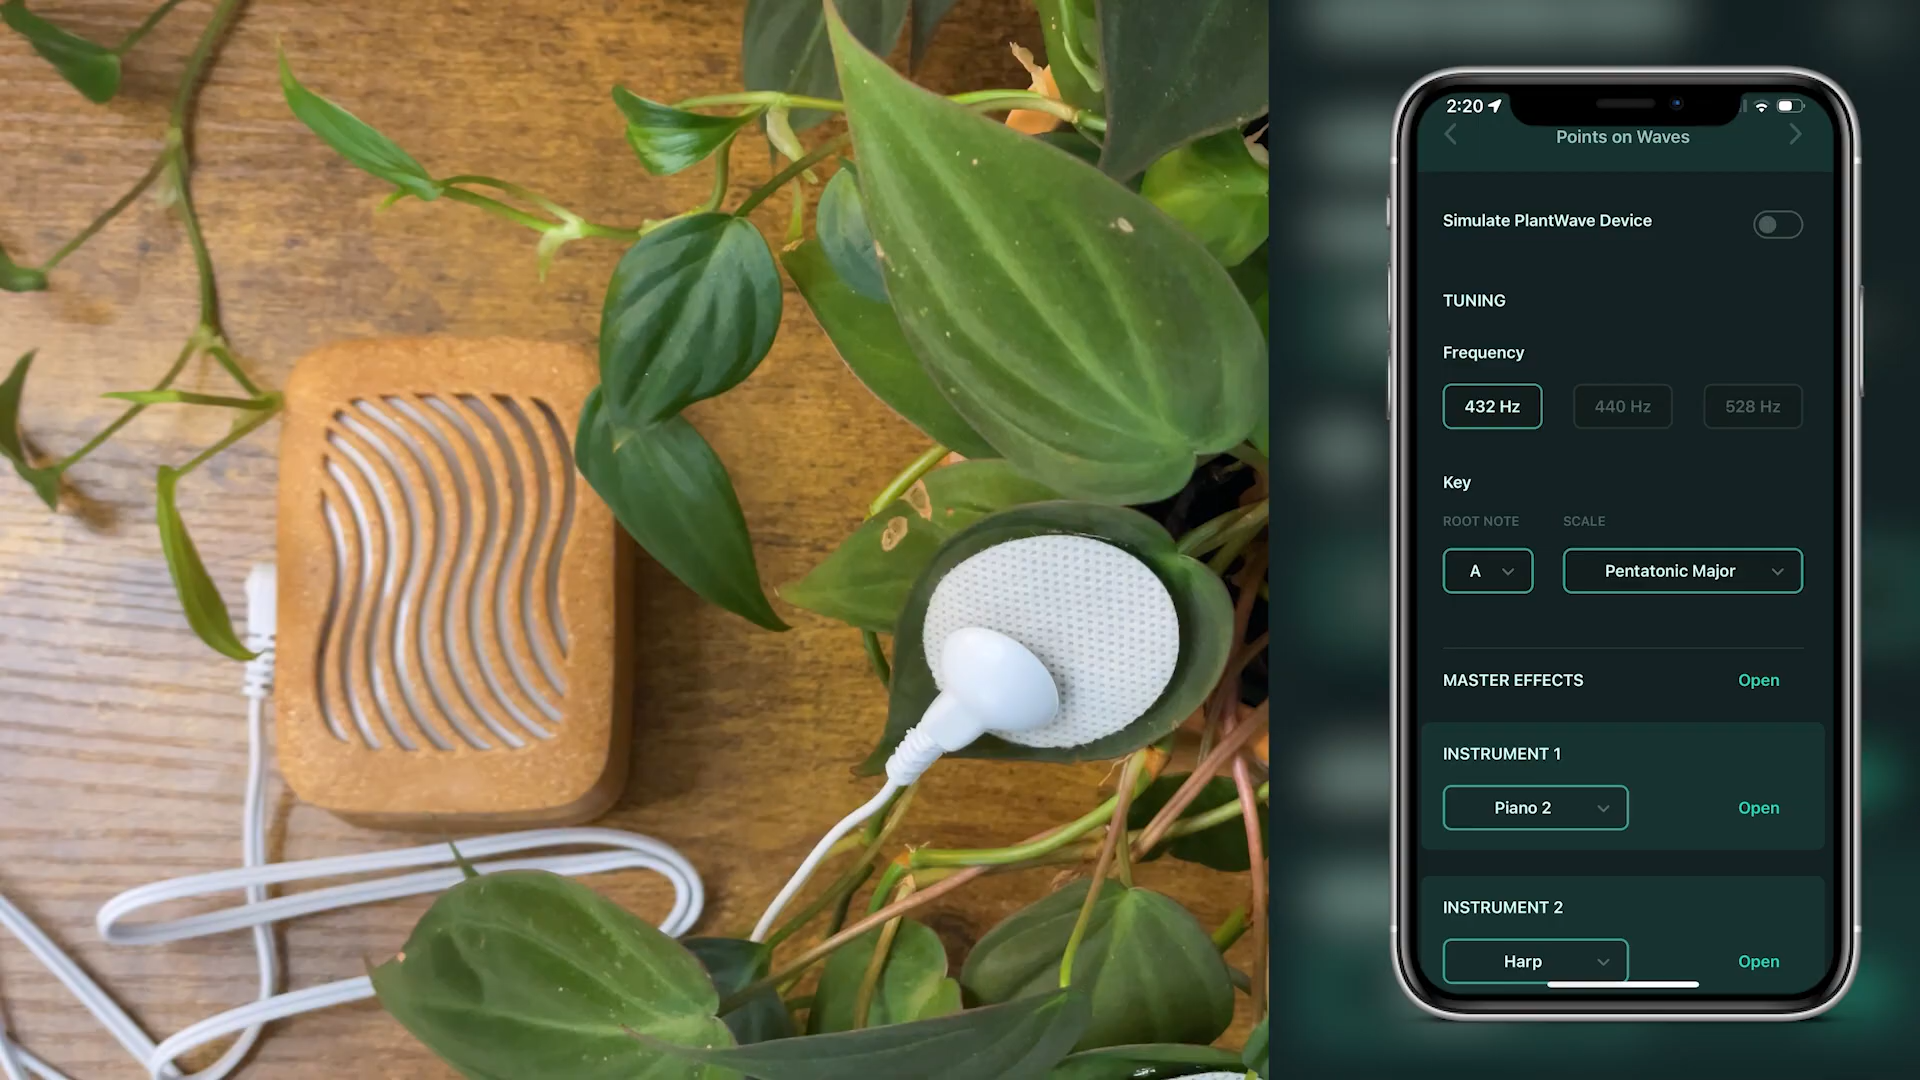 2:20
Points on Waves
Simulate PlantWave Device
TUNING
Frequency
432 Hz 440 Hz 528 Hz
Key
ROOT NOTE SCALE
A Pentatonic Major
MASTER EFFECTS Open
INSTRUMENT 1
Piano 2 Open
INSTRUMENT 2
Harp Open